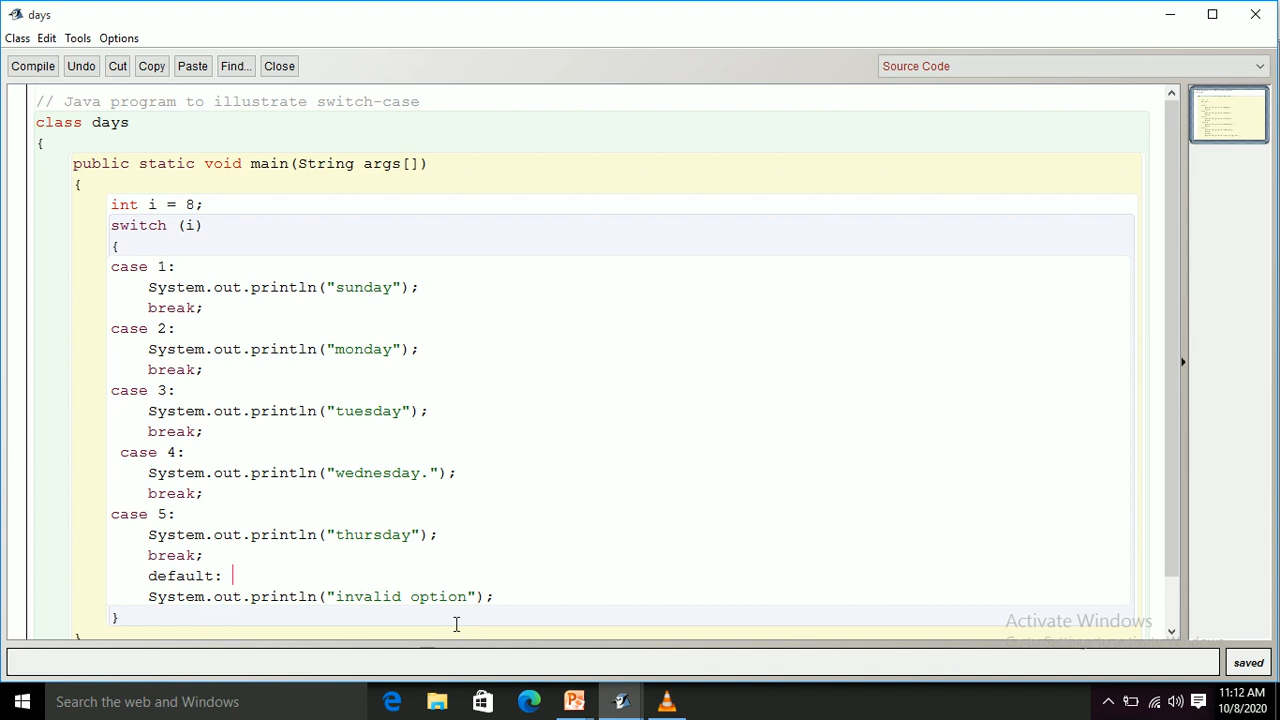 days
Class Edit Tools Options
Compile Undo Cut Copy Paste Find... Close Source Code
// Java program to illustrate switch-case
class days
{
public static void main(String args[])
{
int i = 8;
switch (i)
{
case 1:
System.out.println("sunday");
break;
case 2:
System.out.println("monday");
break;
case 3:
System.out.println("tuesday");
break;
case 4:
System.out.println("wednesday.");
break;
case 5:
System.out.println("thursday");
break;
default:
System.out.println("invalid option");
}
}
Activate Windows
saved
Search the web and Windows
11:12 AM
10/8/2020